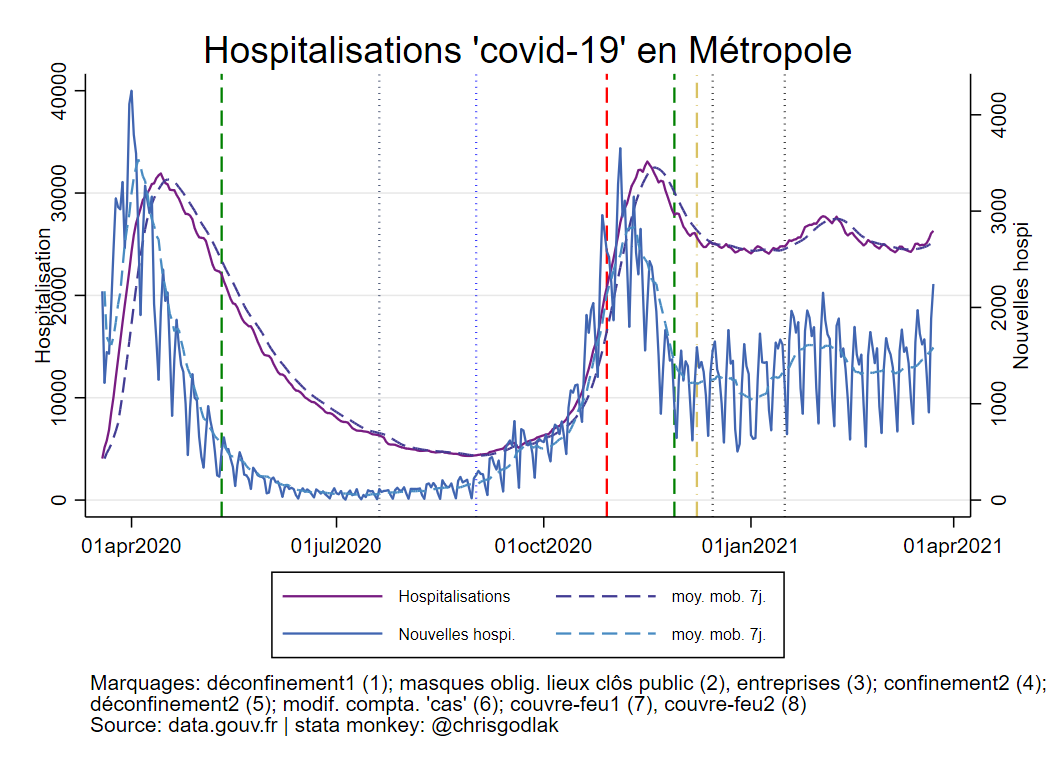 Hospitalisations 'covid-19' en Métropole
40000
30000
20000
10000
0
Hospitalisation
4000
3000
2000
1000
0
Nouvelles hospi
01apr2020 01jul2020 01oct2020 01jan2021 01apr2021
Hospitalisations moy. mob. 7j.
Nouvelles hospi. moy. mob. 7j.
Marquages: déconfinement1 (1); masques oblig. lieux clôs public (2), entreprises (3); confinement2 (4);
déconfinement2 (5); modif. compta. 'cas' (6); couvre-feu1 (7), couvre-feu2 (8)
Source: data.gouv.fr | stata monkey: @chrisgodlak